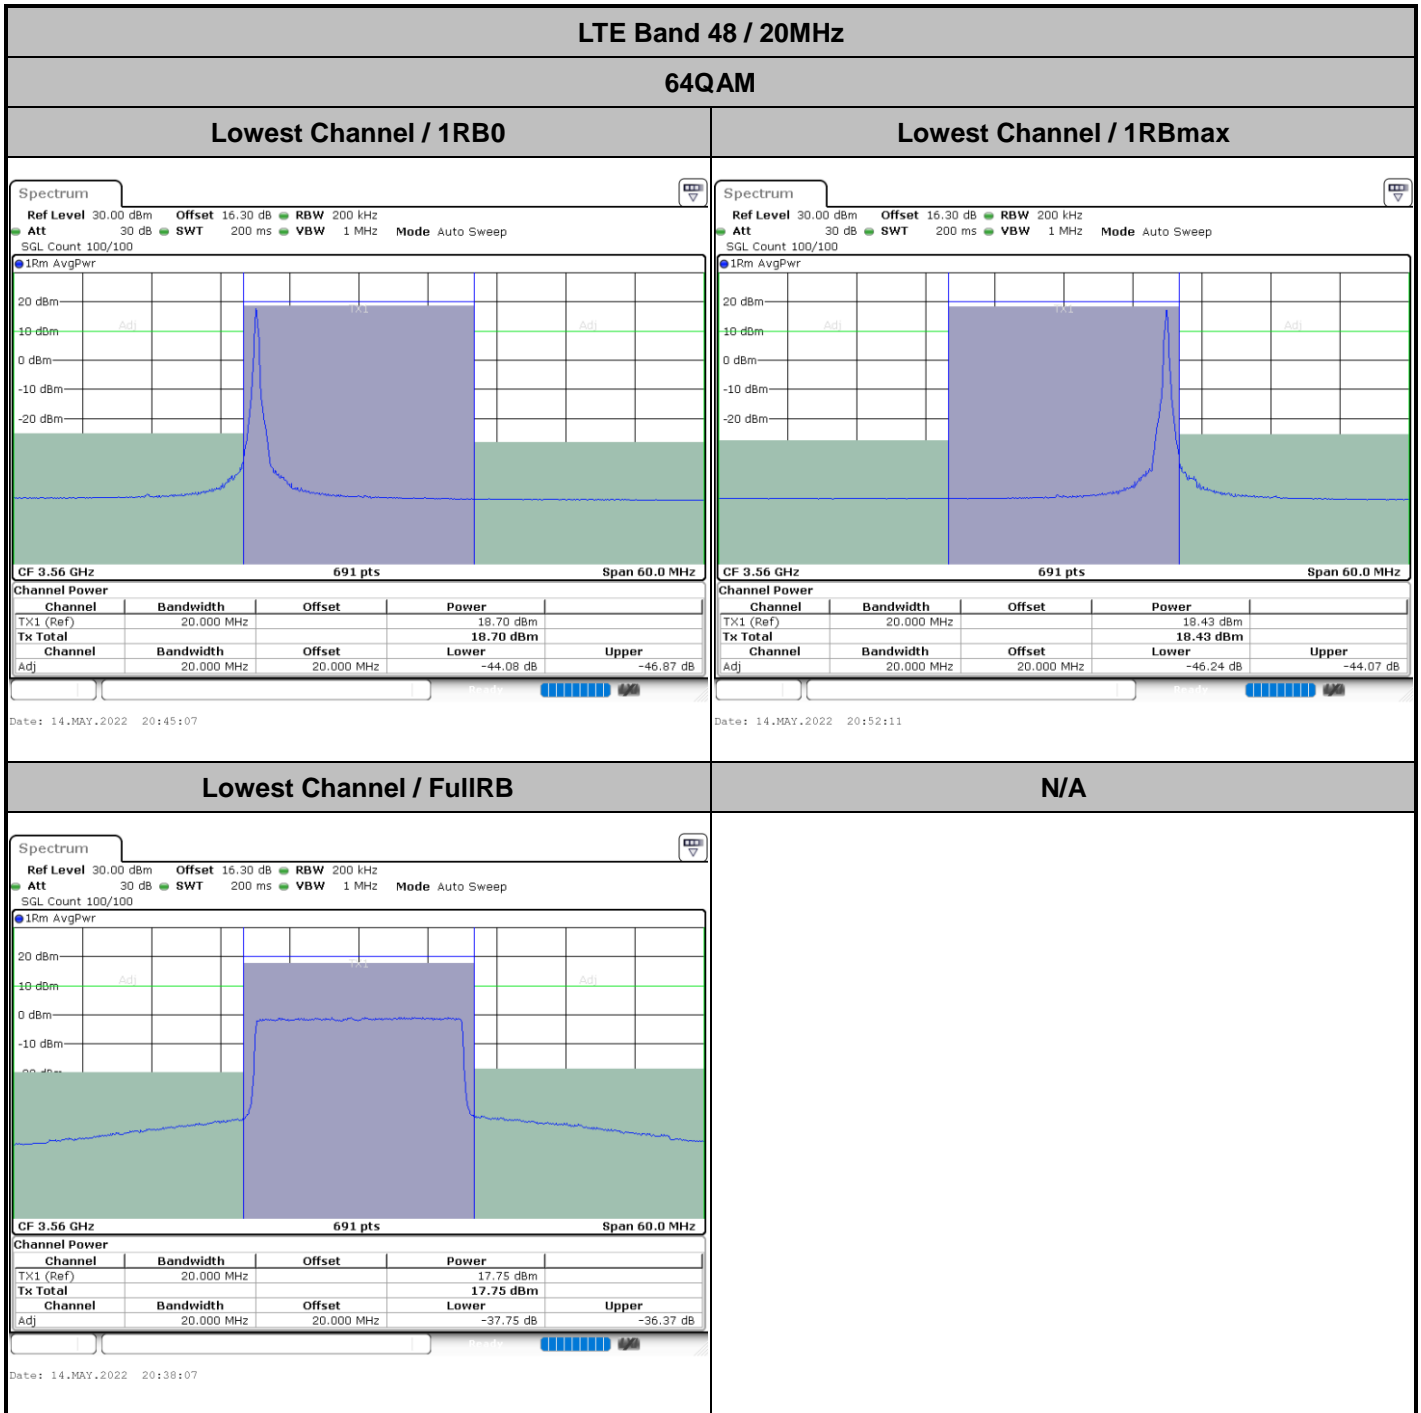 LTE Band 48 / 20MHz
64QAM
Lowest Channel / 1RB0
Lowest Channel / 1RBmax
Spectrum
Ref Level 30.00 dBm Offset 16.30 dB RBW 200 kHz
Att 30 dB SWT 200 ms VBW 1 MHz Mode Auto Sweep
SGL Count 100/100
1Rm AvgPwr
20 dBm
TX1
10 dBm
Adj
Adj
0 dBm
-10 dBm
-20 dBm
CF 3.56 GHz 691 pts Span 60.0 MHz
Channel Power
Channel Bandwidth Offset Power
TX1 (Ref) 20.000 MHz 18.70 dBm
Tx Total 18.70 dBm
Channel Bandwidth Offset Lower Upper
Adj 20.000 MHz 20.000 MHz -44.08 dB -46.87 dB
Ready
Date: 14.MAY.2022 20:45:07
Spectrum
Ref Level 30.00 dBm Offset 16.30 dB RBW 200 kHz
Att 30 dB SWT 200 ms VBW 1 MHz Mode Auto Sweep
SGL Count 100/100
1Rm AvgPwr
20 dBm
TX1
10 dBm
Adj
Adj
0 dBm
-10 dBm
-20 dBm
CF 3.56 GHz 691 pts Span 60.0 MHz
Channel Power
Channel Bandwidth Offset Power
TX1 (Ref) 20.000 MHz 18.43 dBm
Tx Total 18.43 dBm
Channel Bandwidth Offset Lower Upper
Adj 20.000 MHz 20.000 MHz -46.24 dB -44.07 dB
Ready
Date: 14.MAY.2022 20:52:11
Lowest Channel / FullRB
N/A
Spectrum
Ref Level 30.00 dBm Offset 16.30 dB RBW 200 kHz
Att 30 dB SWT 200 ms VBW 1 MHz Mode Auto Sweep
SGL Count 100/100
1Rm AvgPwr
20 dBm
TX1
10 dBm
Adj
Adj
0 dBm
-10 dBm
-20 dBm
CF 3.56 GHz 691 pts Span 60.0 MHz
Channel Power
Channel Bandwidth Offset Power
TX1 (Ref) 20.000 MHz 17.75 dBm
Tx Total 17.75 dBm
Channel Bandwidth Offset Lower Upper
Adj 20.000 MHz 20.000 MHz -37.75 dB -36.37 dB
Ready
Date: 14.MAY.2022 20:38:07